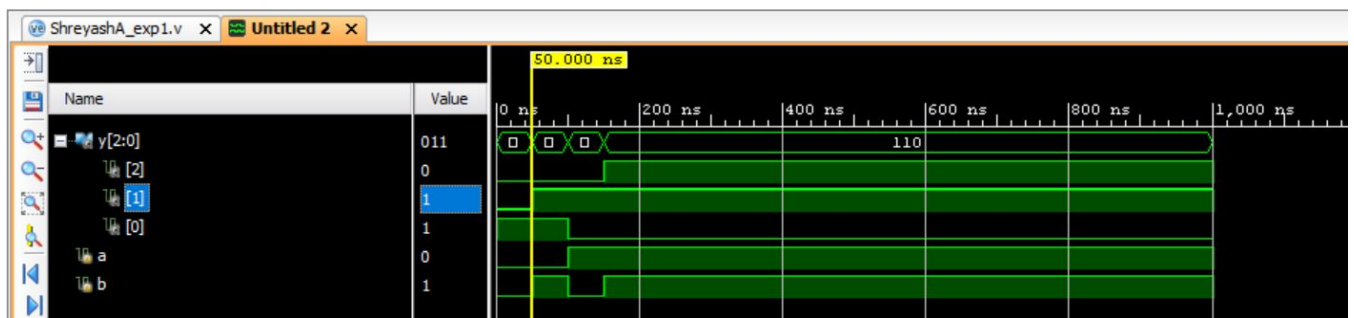 ShreyashA_exp1.v X Untitled 2 X
50.000 ns
Name Value
0 ns 200 ns 400 ns 600 ns 800 ns 1,000 ns
y[2:0] 011 110
[2] 0
[1] 1
[0] 1
a 0
b 1